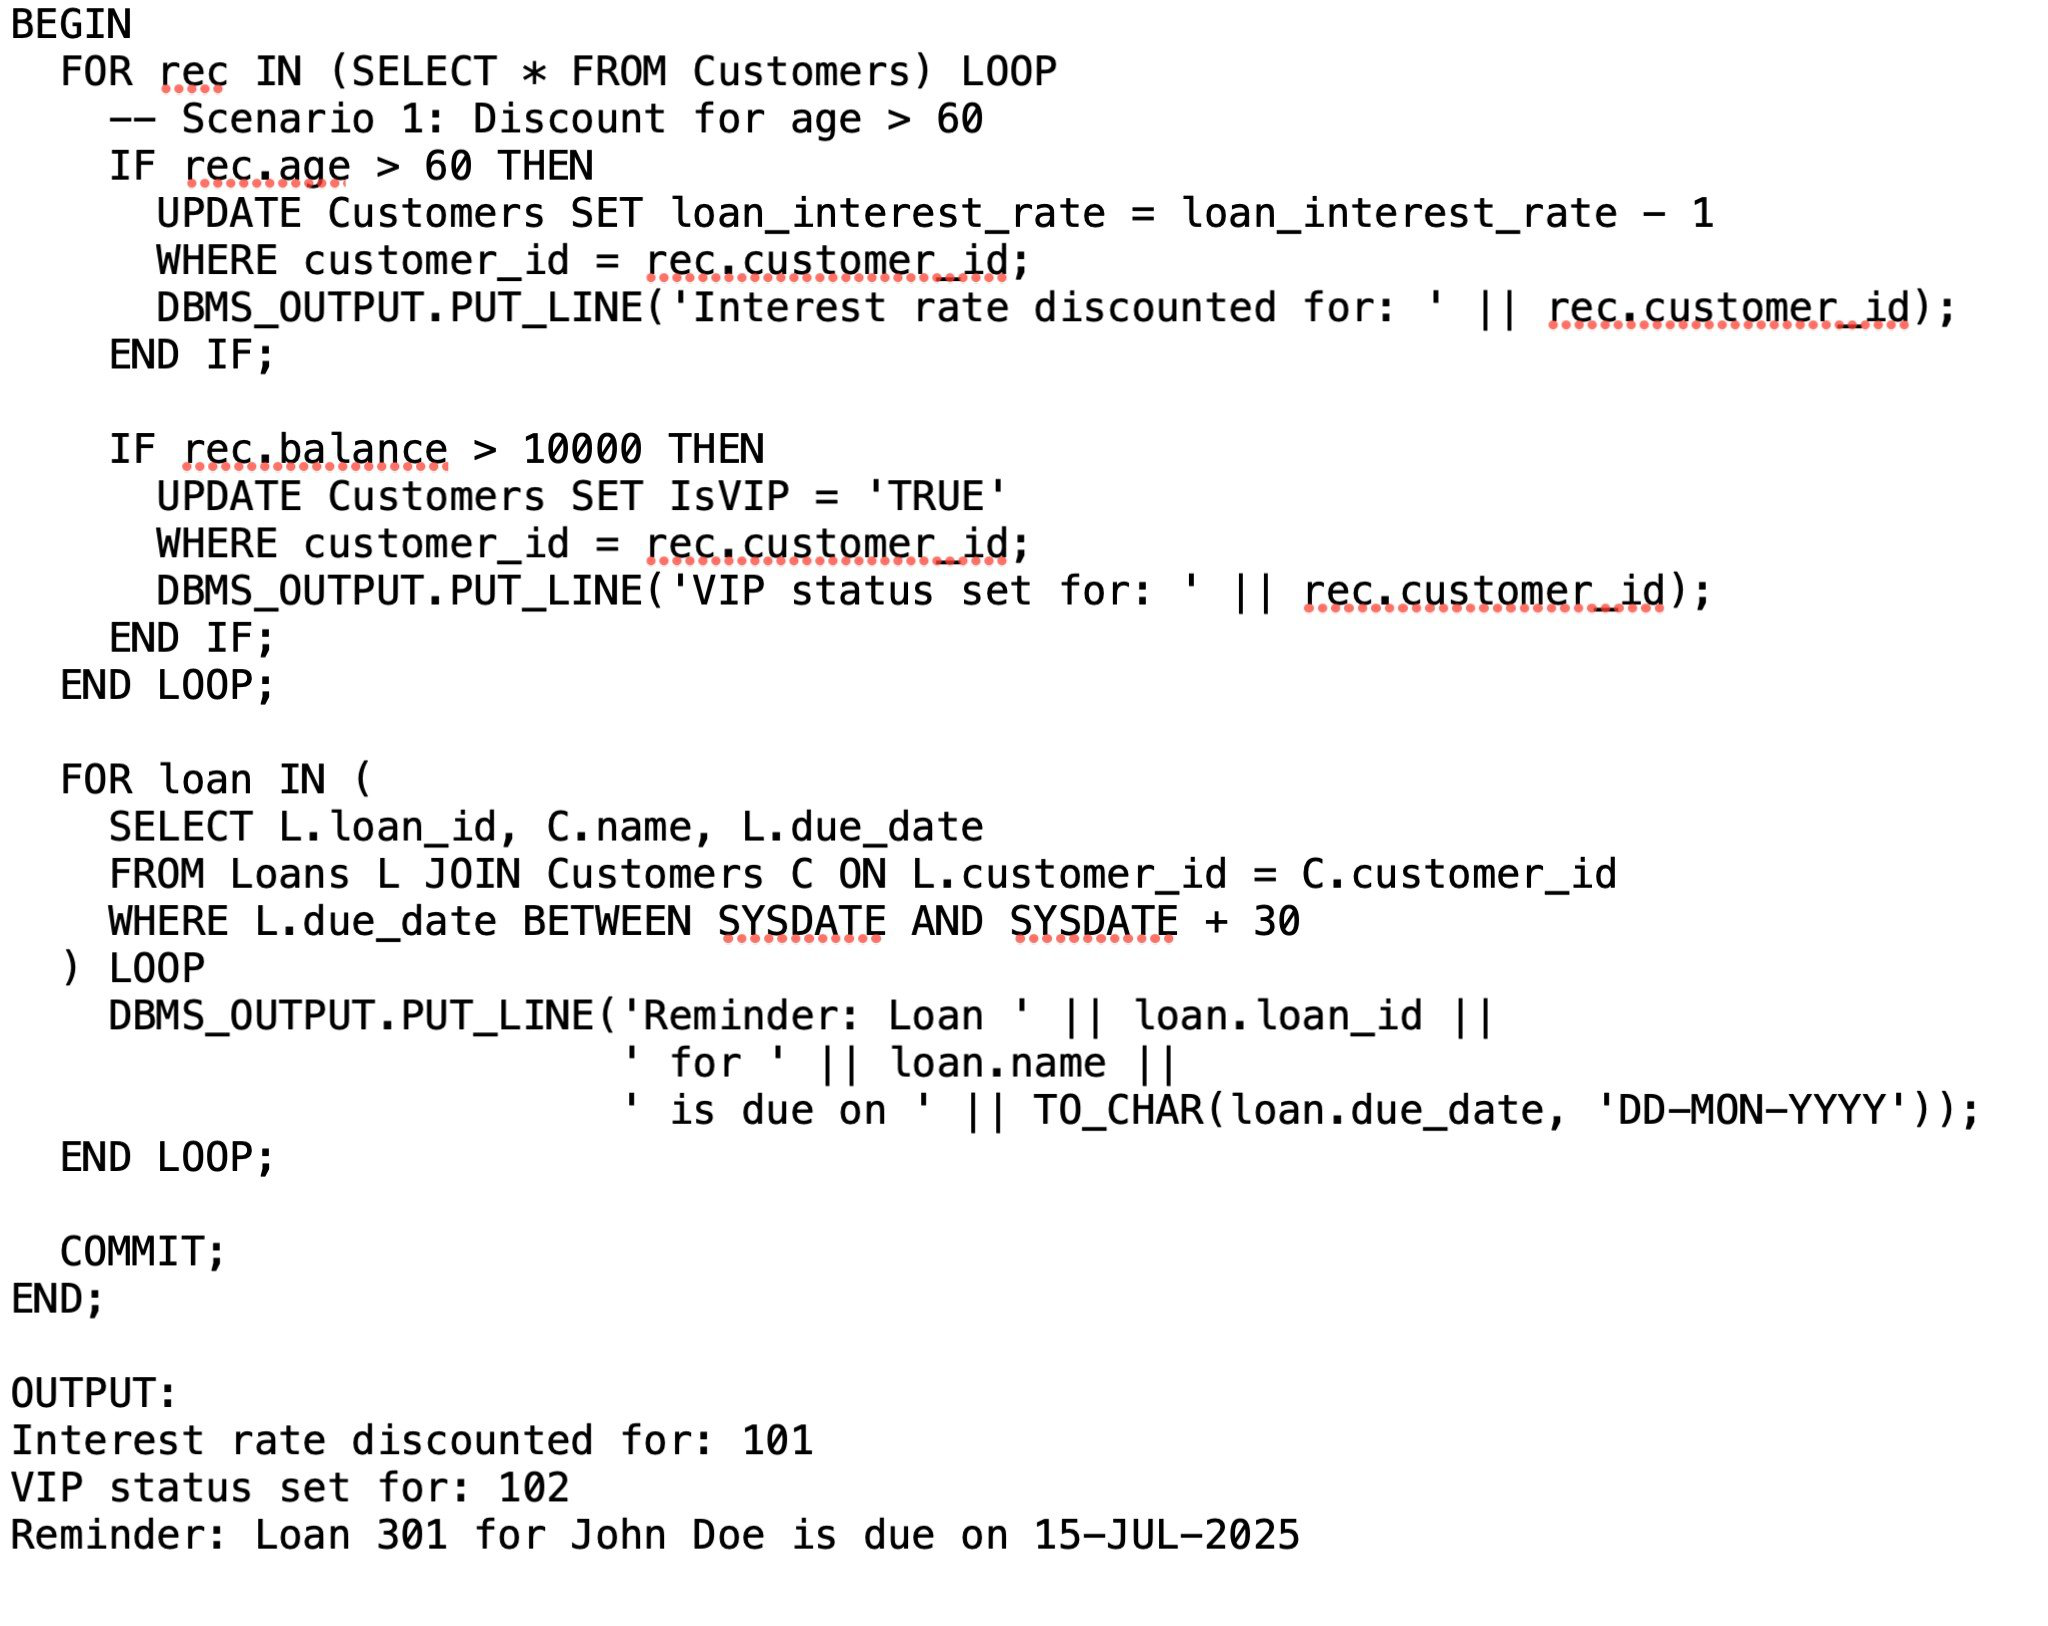 BEGIN
  FOR rec IN (SELECT * FROM Customers) LOOP
    -- Scenario 1: Discount for age > 60
    IF rec.age > 60 THEN
      UPDATE Customers SET loan_interest_rate = loan_interest_rate - 1
      WHERE customer_id = rec.customer_id;
      DBMS_OUTPUT.PUT_LINE('Interest rate discounted for: ' || rec.customer_id);
    END IF;

    IF rec.balance > 10000 THEN
      UPDATE Customers SET IsVIP = 'TRUE'
      WHERE customer_id = rec.customer_id;
      DBMS_OUTPUT.PUT_LINE('VIP status set for: ' || rec.customer_id);
    END IF;
  END LOOP;

  FOR loan IN (
    SELECT L.loan_id, C.name, L.due_date
    FROM Loans L JOIN Customers C ON L.customer_id = C.customer_id
    WHERE L.due_date BETWEEN SYSDATE AND SYSDATE + 30
  ) LOOP
    DBMS_OUTPUT.PUT_LINE('Reminder: Loan ' || loan.loan_id ||
                         ' for ' || loan.name ||
                         ' is due on ' || TO_CHAR(loan.due_date, 'DD-MON-YYYY'));
  END LOOP;

  COMMIT;
END;

OUTPUT:
Interest rate discounted for: 101
VIP status set for: 102
Reminder: Loan 301 for John Doe is due on 15-JUL-2025